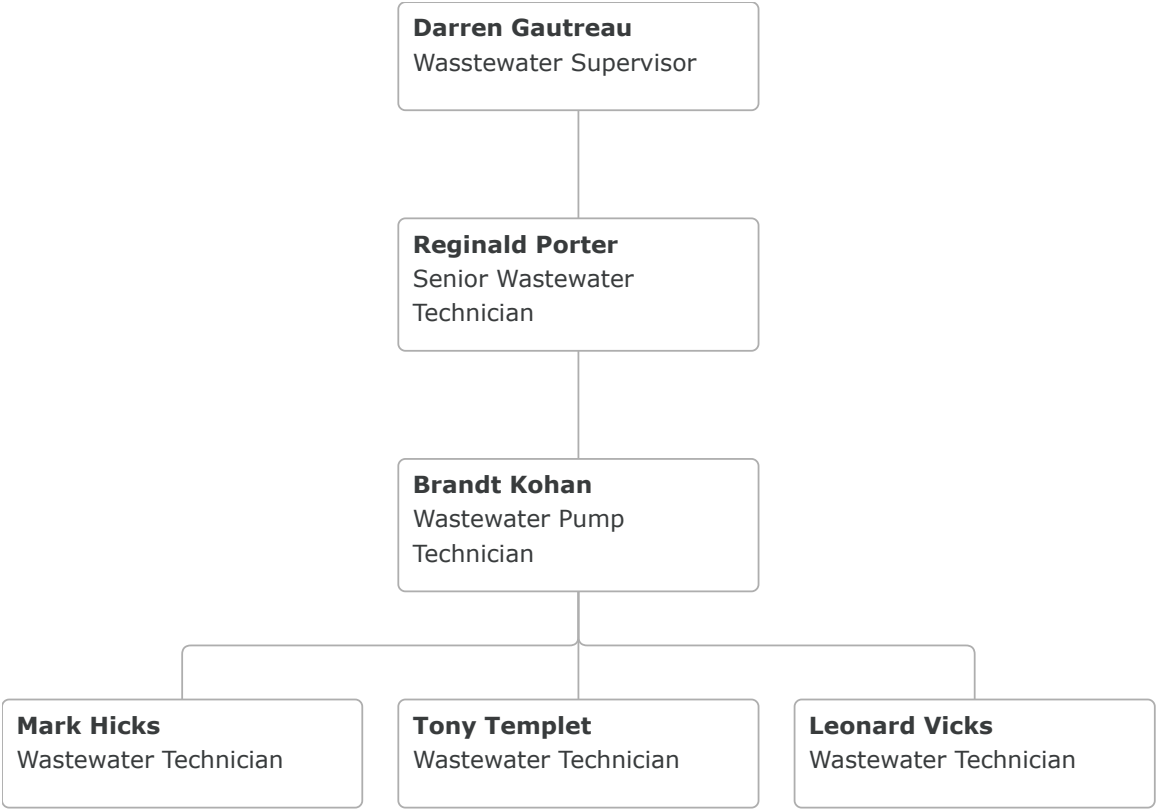 Darren Gautreau
Wasstewater Supervisor
Reginald Porter
Senior Wastewater
Technician
Brandt Kohan
Wastewater Pump
Technician
Mark Hicks
Wastewater Technician
Tony Templet
Wastewater Technician
Leonard Vicks
Wastewater Technician